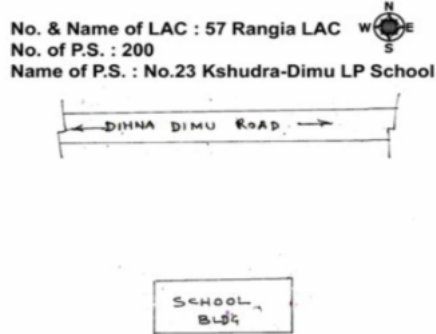 No. & Name of LAC : 57 Rangia LAC
N
W E
S
No. of P.S. : 200
Name of P.S. : No.23 Kshudra-Dimu LP School
DIHNA DIMU ROAD
SCHOOL
BLDG